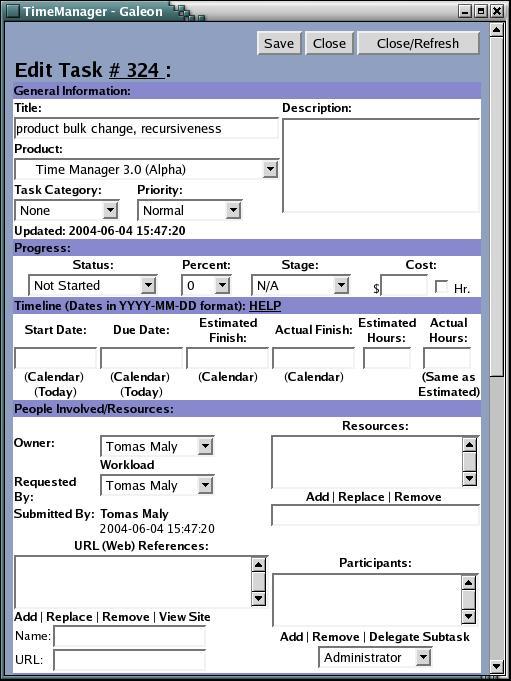 TimeManager - Galeon
Save Close Close/Refresh
Edit Task # 324 :
General Information:
Title: Description:
product bulk change, recursiveness
Product:
Time Manager 3.0 (Alpha)
Task Category: Priority:
None Normal
Updated: 2004-06-04 15:47:20
Progress:
Status: Percent: Stage: Cost:
Not Started 0 N/A $ Hr.
Timeline (Dates in YYYY-MM-DD format): HELP
Start Date: Due Date: Estimated Finish: Actual Finish: Estimated Hours: Actual Hours:
(Calendar) (Calendar) (Calendar) (Calendar) (Same as Estimated)
(Today) (Today)
People Involved/Resources:
Resources:
Owner: Tomas Maly
Workload
Requested By: Tomas Maly
Add | Replace | Remove
Submitted By: Tomas Maly
2004-06-04 15:47:20
URL (Web) References:
Participants:
Add | Replace | Remove | View Site
Name:
Add | Remove | Delegate Subtask
URL: Administrator